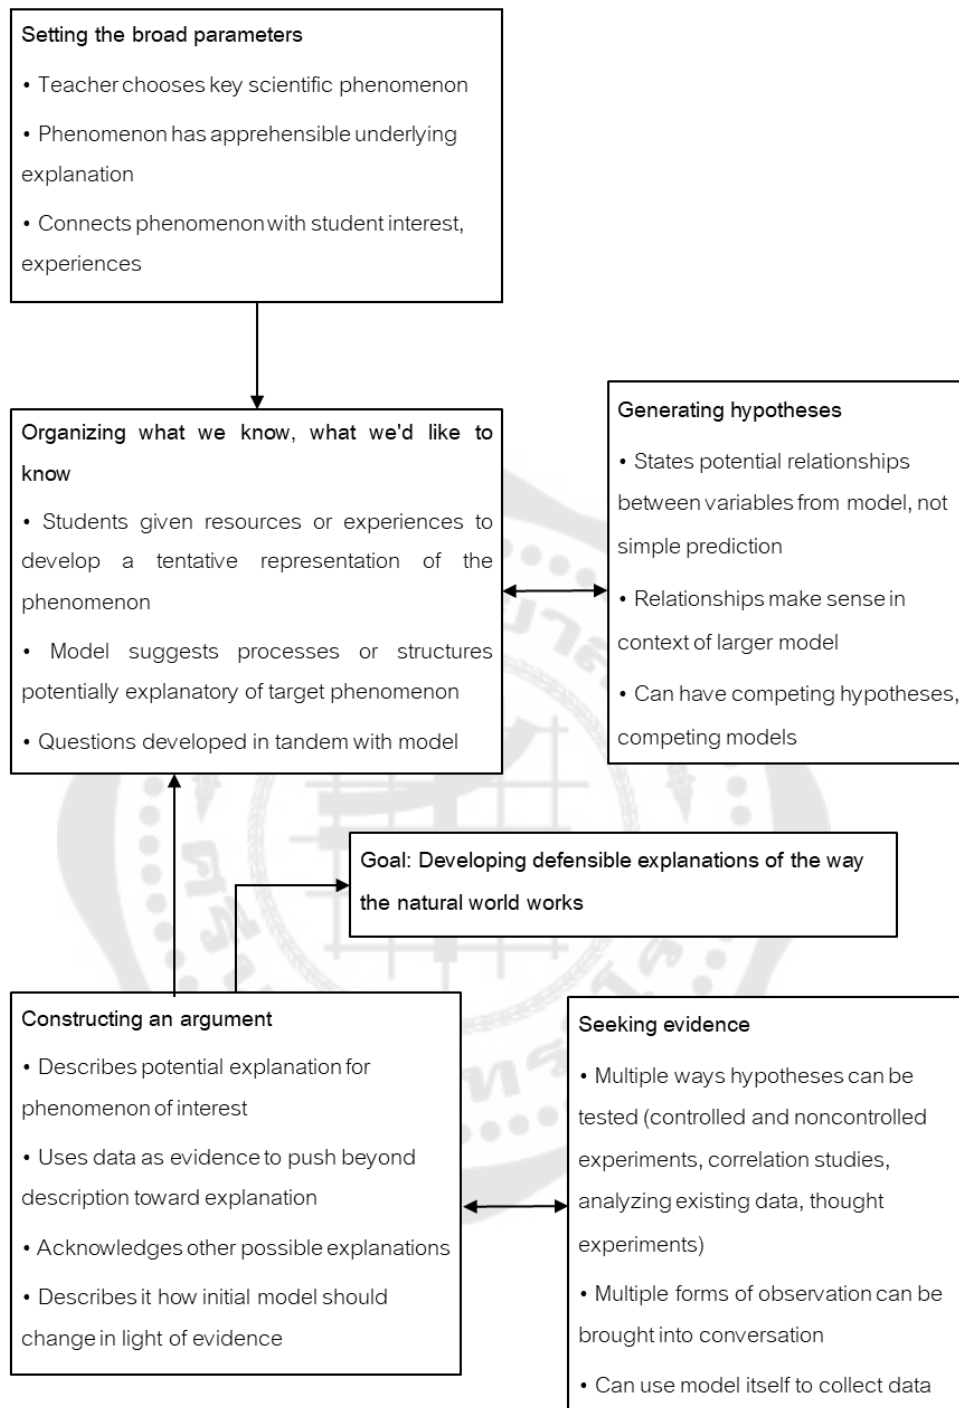 Setting the broad parameters
• Teacher chooses key scientific phenomenon
• Phenomenon has apprehensible underlying
explanation
• Connects phenomenon with student interest,
experiences
Organizing what we know, what we'd like to
know
• Students given resources or experiences to
develop a tentative representation of the
phenomenon
• Model suggests processes or structures
potentially explanatory of target phenomenon
• Questions developed in tandem with model
Generating hypotheses
• States potential relationships
between variables from model, not
simple prediction
• Relationships make sense in
context of larger model
• Can have competing hypotheses,
competing models
Goal: Developing defensible explanations of the way
the natural world works
Constructing an argument
• Describes potential explanation for
phenomenon of interest
• Uses data as evidence to push beyond
description toward explanation
• Acknowledges other possible explanations
• Describes it how initial model should
change in light of evidence
Seeking evidence
• Multiple ways hypotheses can be
tested (controlled and noncontrolled
experiments, correlation studies,
analyzing existing data, thought
experiments)
• Multiple forms of observation can be
brought into conversation
• Can use model itself to collect data